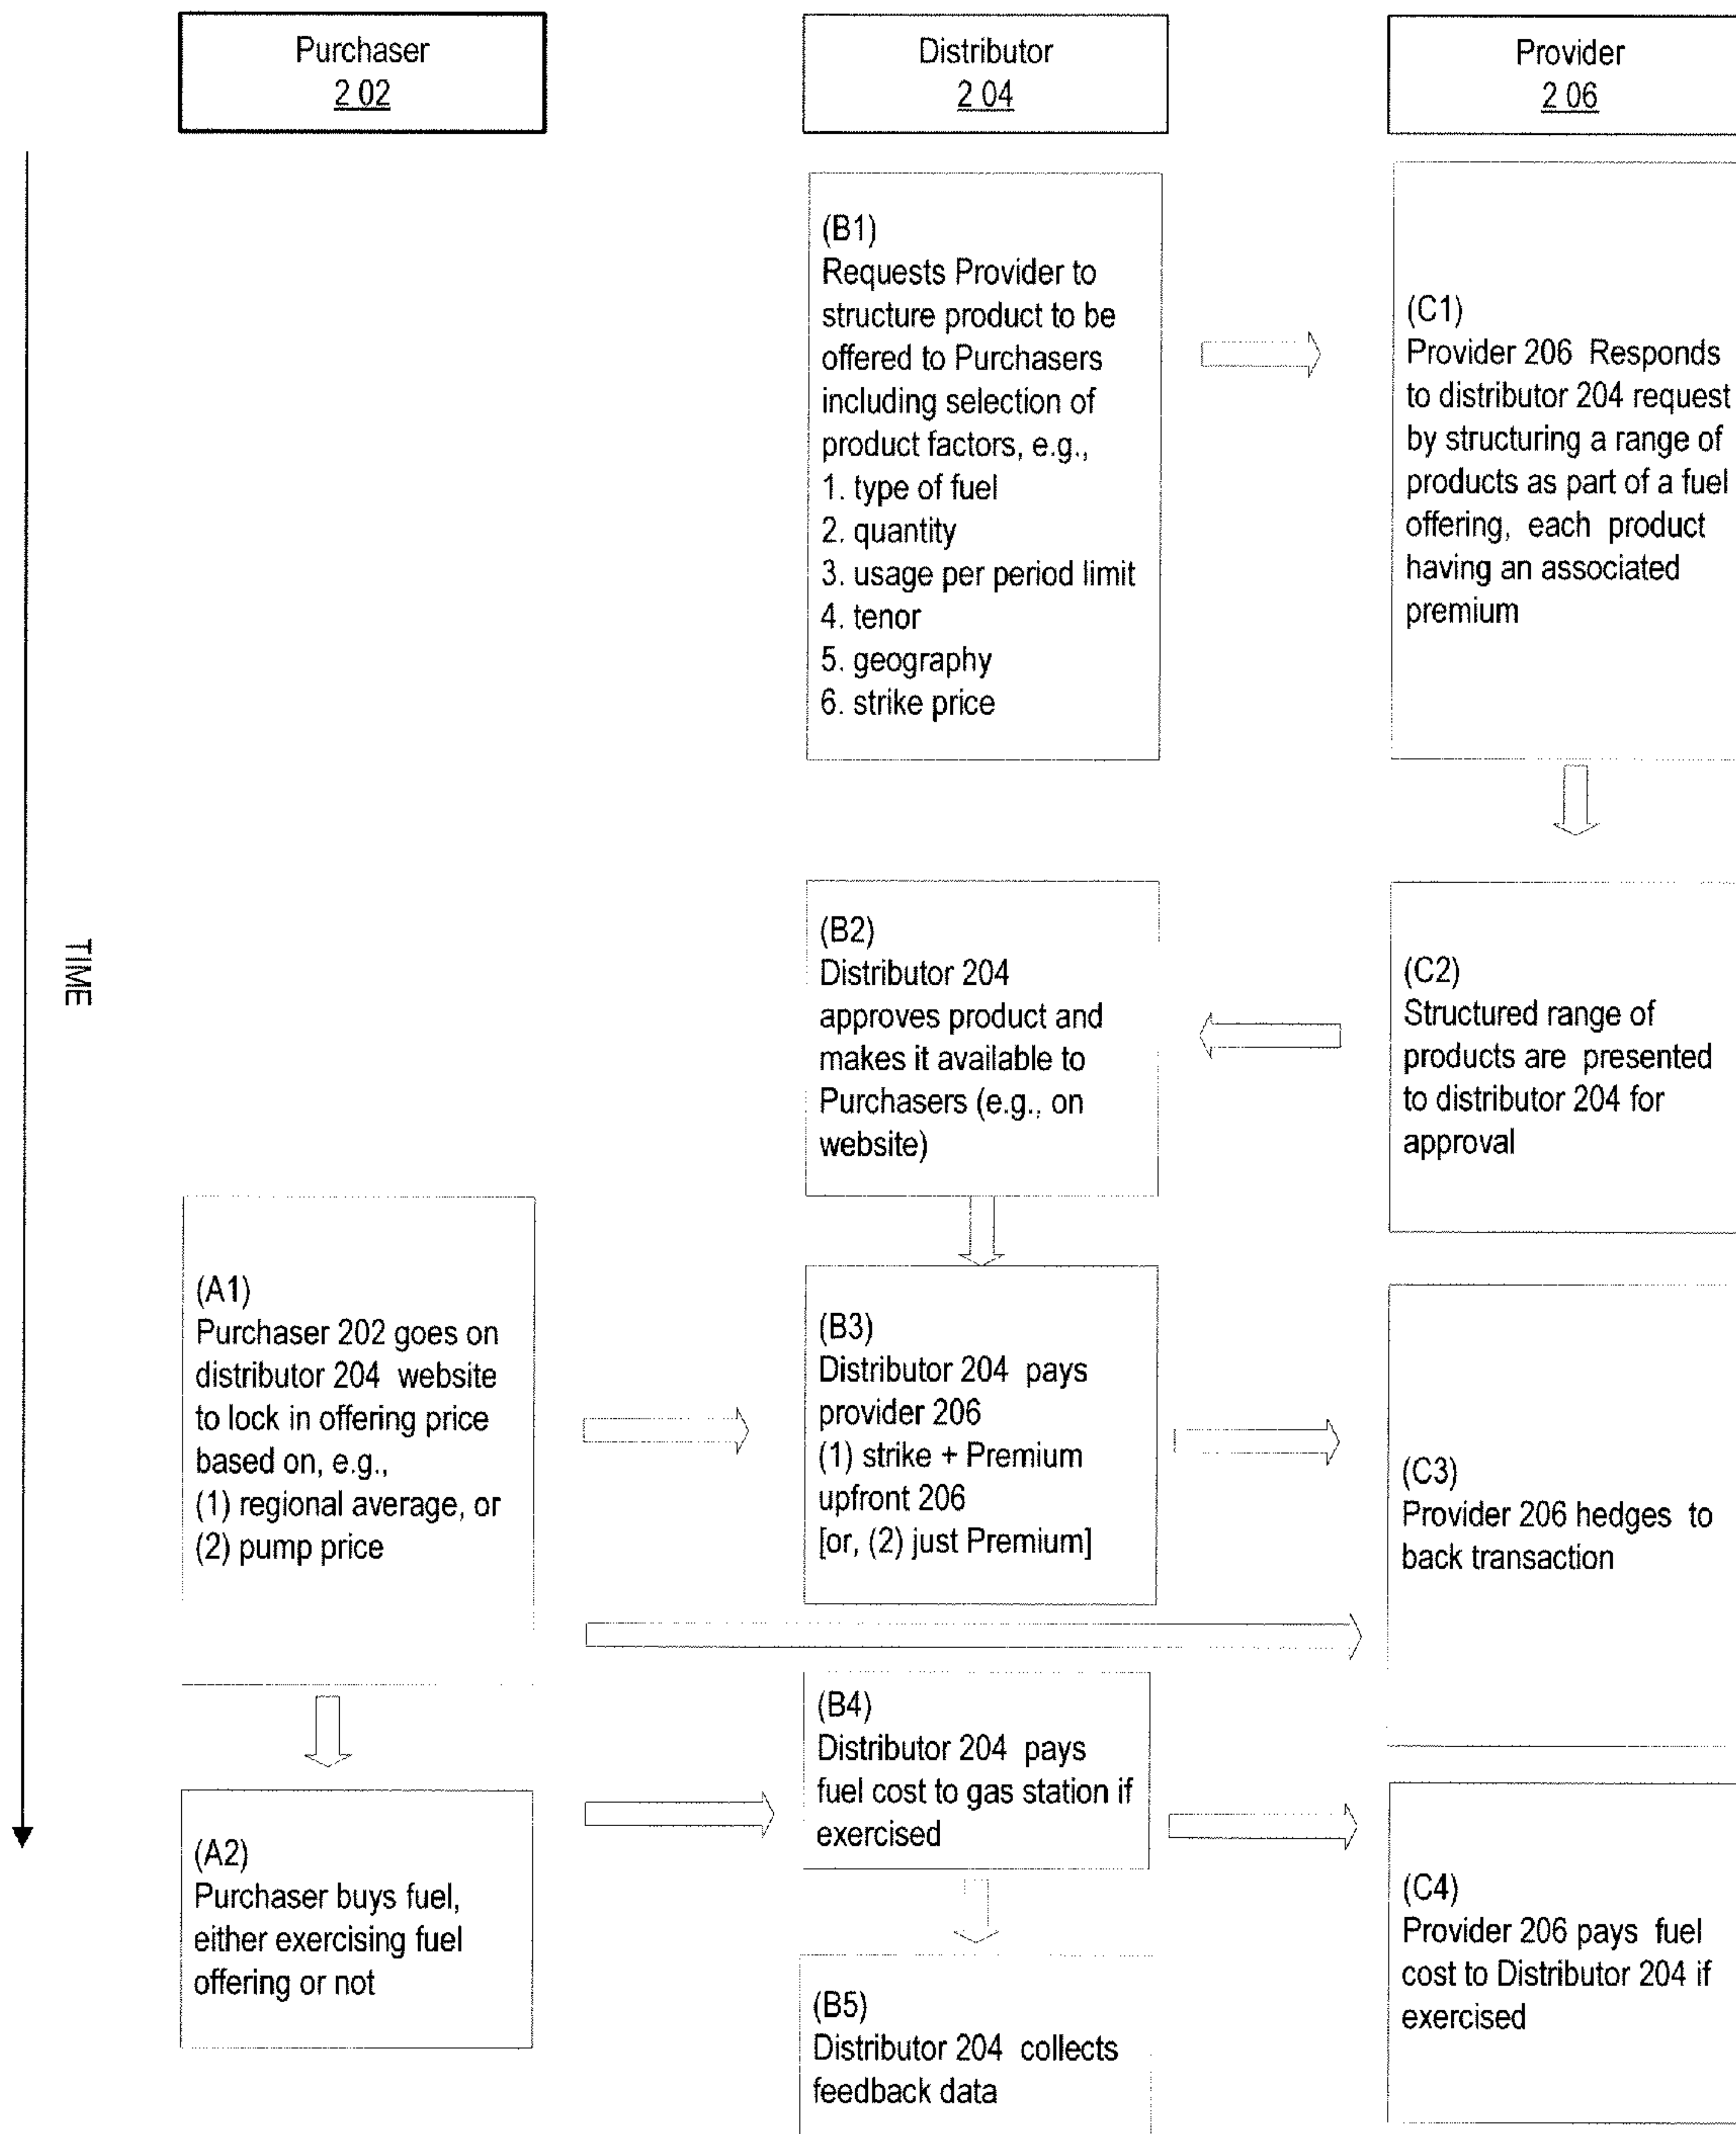 Purchaser
2 02
Distributor
2 04
Provider
2 06
TIME
(B1)
Requests Provider to
structure product to be
offered to Purchasers
including selection of
product factors, e.g.,
1. type of fuel
2. quantity
3. usage per period limit
4. tenor
5. geography
6. strike price
(C1)
Provider 206 Responds
to distributor 204 request
by structuring a range of
products as part of a fuel
offering, each product
having an associated
premium
(B2)
Distributor 204
approves product and
makes it available to
Purchasers (e.g., on
website)
(C2)
Structured range of
products are presented
to distributor 204 for
approval
(A1)
Purchaser 202 goes on
distributor 204 website
to lock in offering price
based on, e.g.,
(1) regional average, or
(2) pump price
(B3)
Distributor 204 pays
provider 206
(1) strike + Premium
upfront 206
[or, (2) just Premium]
(C3)
Provider 206 hedges to
back transaction
(B4)
Distributor 204 pays
fuel cost to gas station if
exercised
(A2)
Purchaser buys fuel,
either exercising fuel
offering or not
(C4)
Provider 206 pays fuel
cost to Distributor 204 if
exercised
(B5)
Distributor 204 collects
feedback data